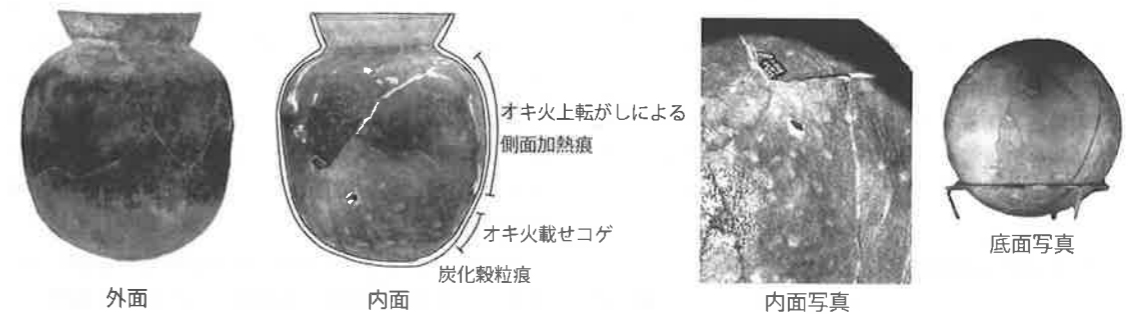 オキ火上転がしによる
側面加熱痕
オキ火載せコゲ
炭化穀粒痕
外面
内面
内面写真
底面写真